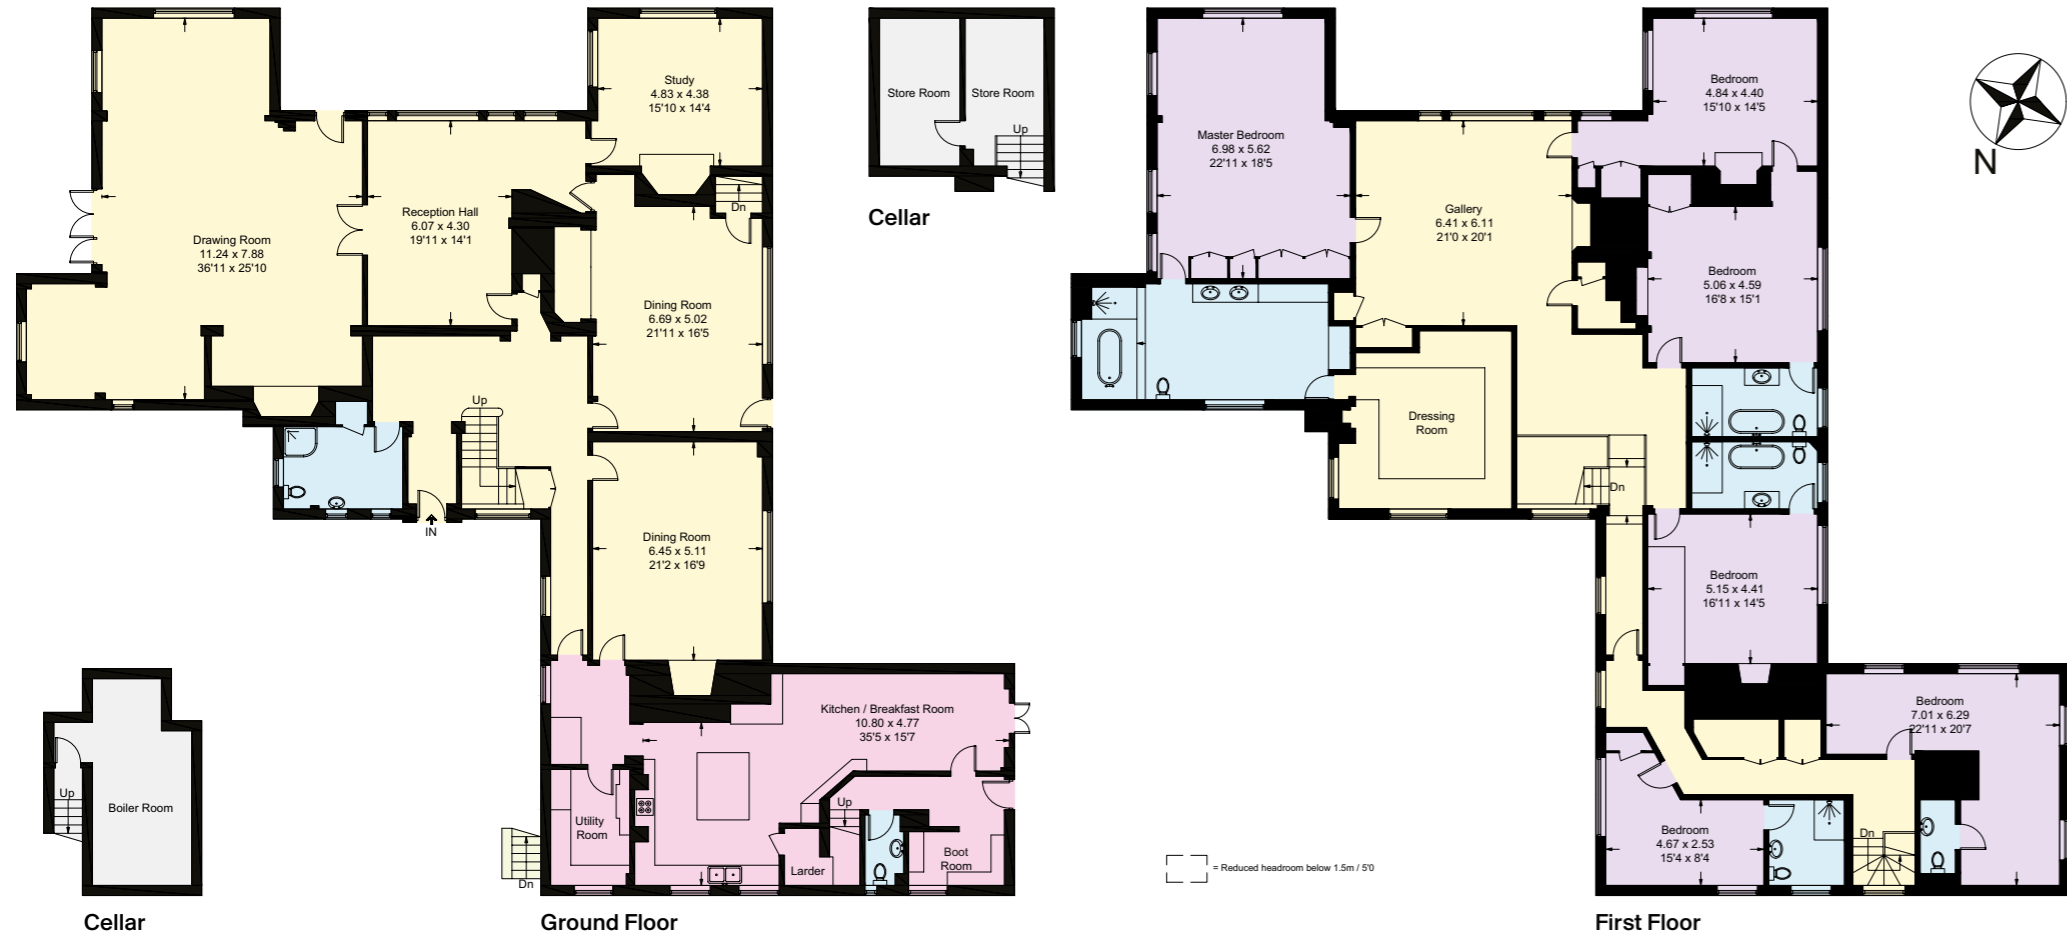 Study
4.83 x 4.38
15'10 x 14'4
Reception Hall
6.07 x 4.30
19'11 x 14'1
Drawing Room
11.24 x 7.88
36'11 x 25'10
Dn
Dining Room
6.69 x 5.02
21'11 x 16'5
Up
IN
Dining Room
6.45 x 5.11
21'2 x 16'9
Kitchen / Breakfast Room
10.80 x 4.77
35'5 x 15'7
Utility
Room
Up
Larder
Boot
Room
Dn
Ground Floor
Up
Boiler Room
Cellar
Store Room
Store Room
Up
Cellar
Master Bedroom
6.98 x 5.62
22'11 x 18'5
Gallery
6.41 x 6.11
21'0 x 20'1
Bedroom
4.84 x 4.40
15'10 x 14'5
Bedroom
5.06 x 4.59
16'8 x 15'1
Dressing
Room
Dn
Bedroom
5.15 x 4.41
16'11 x 14'5
Bedroom
7.01 x 6.29
22'11 x 20'7
Bedroom
4.67 x 2.53
15'4 x 8'4
Dn
First Floor
= Reduced headroom below 1.5m / 5'0
N